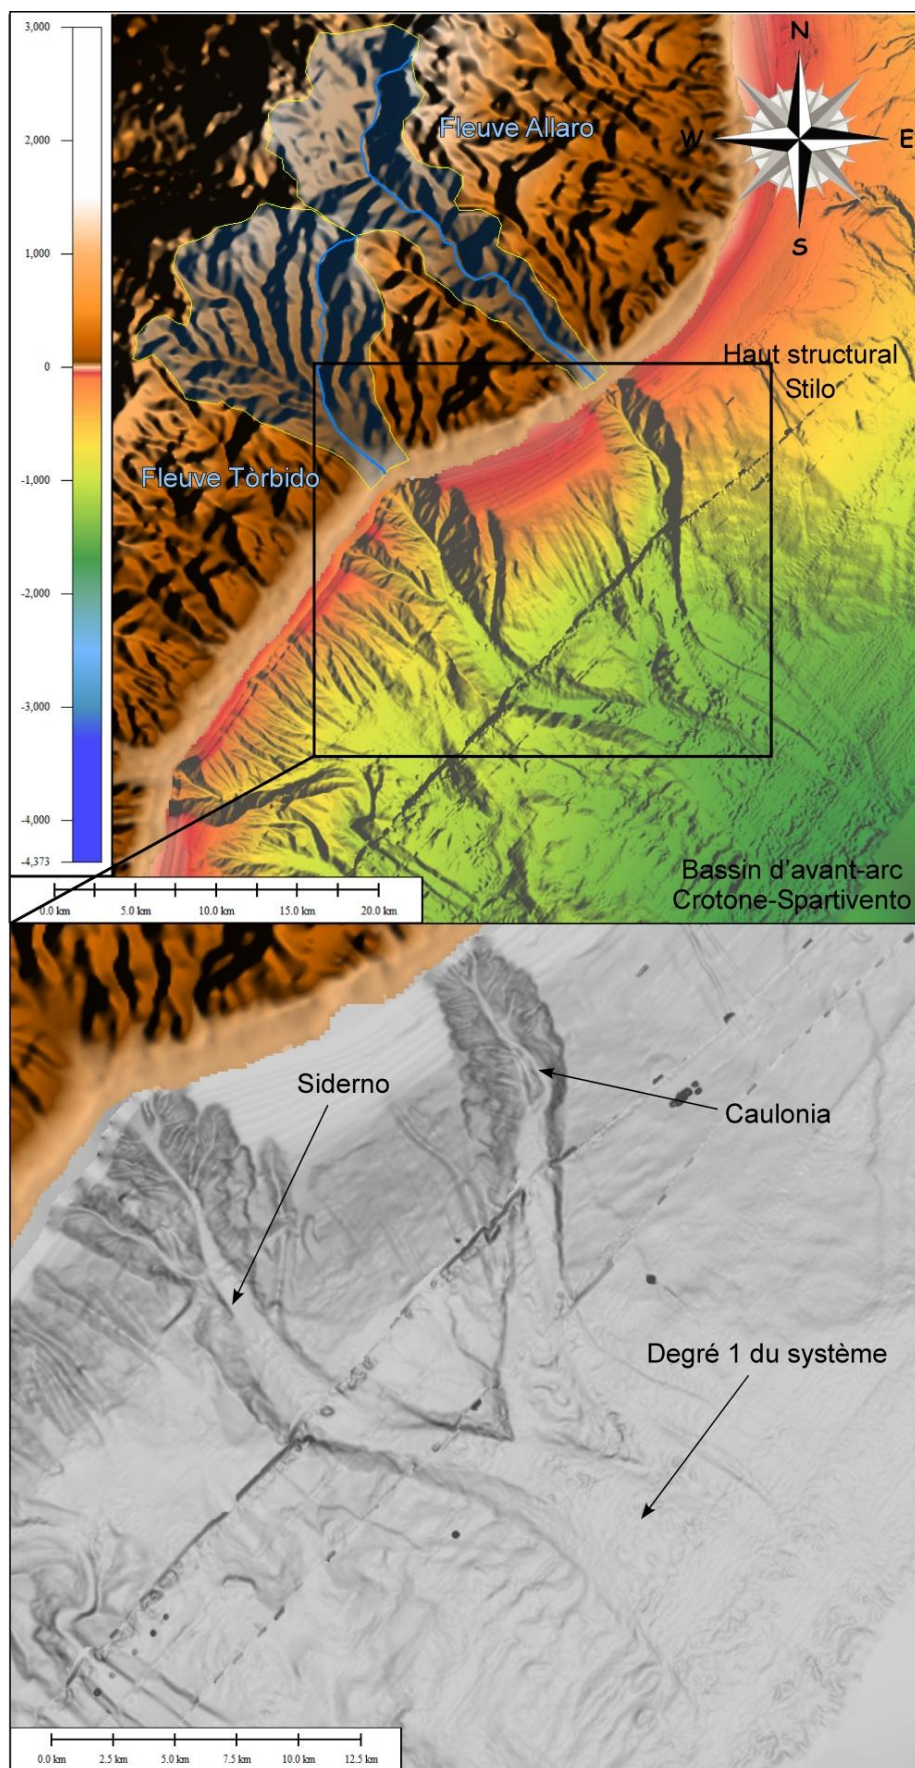 3,000
2,000
1,000
0
-1,000
-2,000
-3,000
-4,000
-4,373
N
W
E
S
Fleuve Allaro
Haut structural
Stilo
Fleuve Tòrbido
Bassin d'avant-arc
Crotone-Spartivento
0.0 km 5.0 km 10.0 km 15.0 km 20.0 km
Siderno
Caulonia
Degré 1 du système
0.0 km 2.5 km 5.0 km 7.5 km 10.0 km 12.5 km